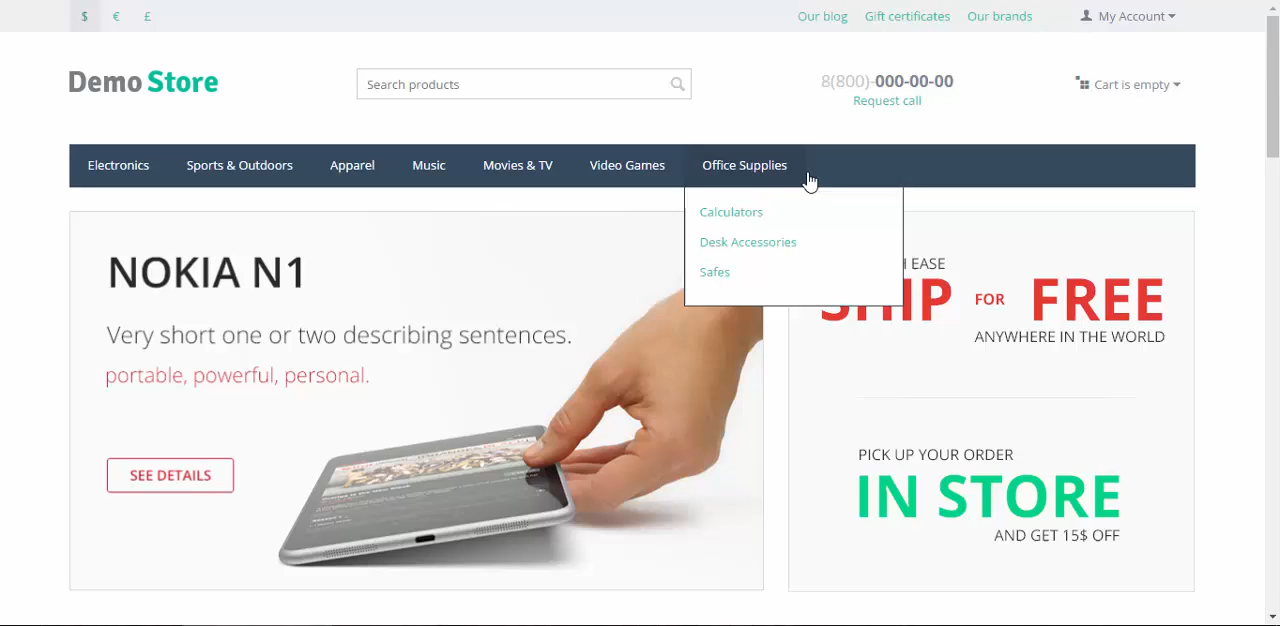 $ € £
Our blog Gift certificates Our brands My Account
Demo Store
Search products
8(800)-000-00-00
Request call
Cart is empty
Electronics Sports & Outdoors Apparel Music Movies & TV Video Games Office Supplies
Calculators
Desk Accessories
Safes
NOKIA N1
Very short one or two describing sentences.
portable, powerful, personal.
SEE DETAILS
EASE
SHIP FOR FREE
ANYWHERE IN THE WORLD
PICK UP YOUR ORDER
IN STORE
AND GET 15$ OFF